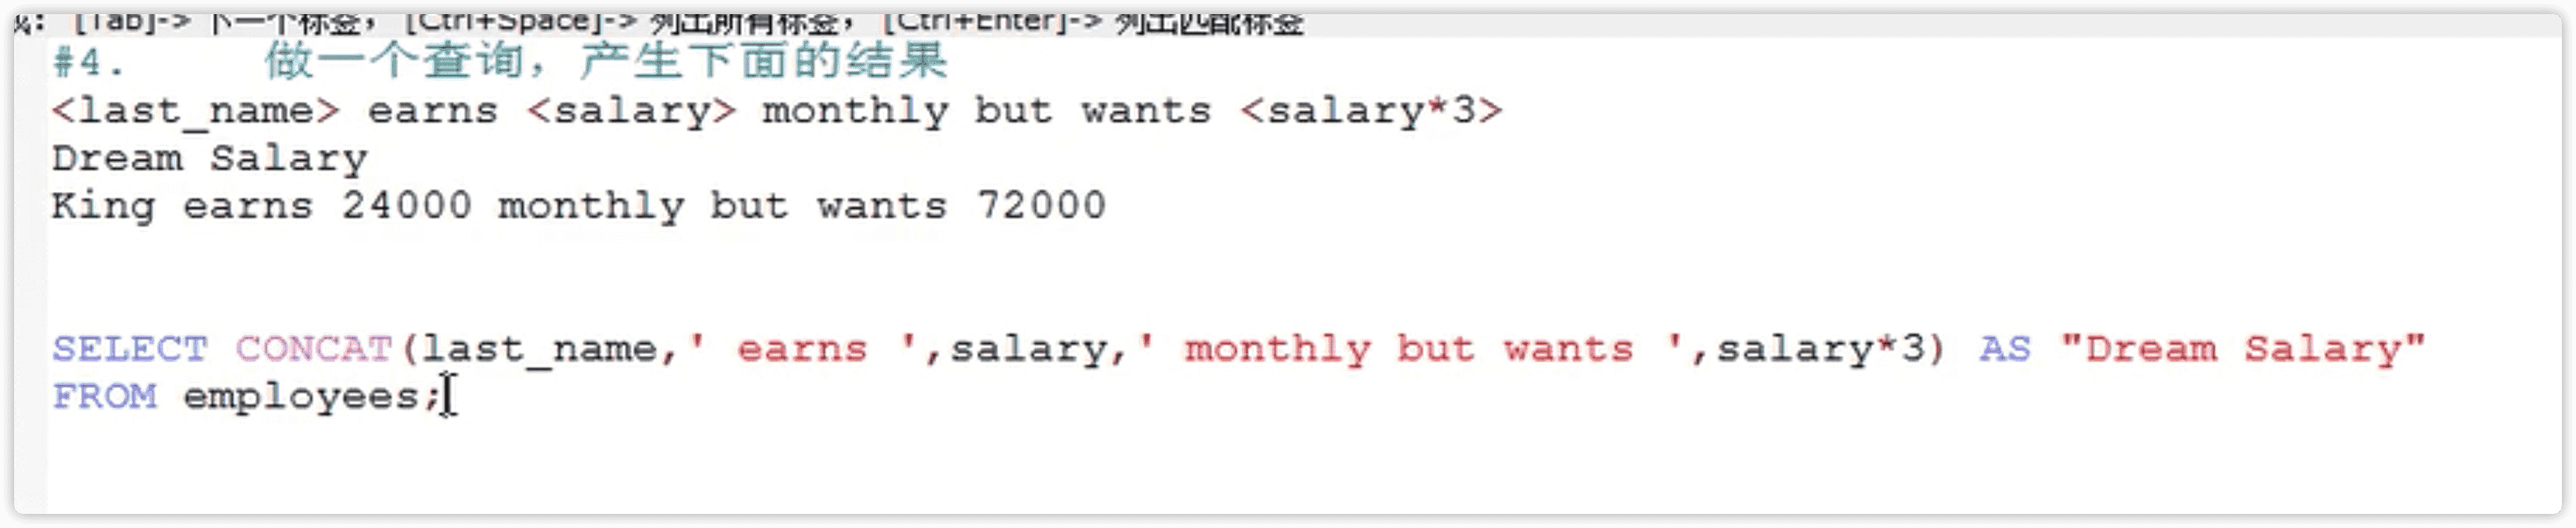 : [Tab]-> 下一个标签, [Ctrl+Space]-> 列出所有标签, [Ctrl+Enter]-> 列出匹配标签
#4. 做一个查询，产生下面的结果
<last_name> earns <salary> monthly but wants <salary*3>
Dream Salary
King earns 24000 monthly but wants 72000
SELECT CONCAT(last_name,' earns ',salary,' monthly but wants ',salary*3) AS "Dream Salary"
FROM employees;